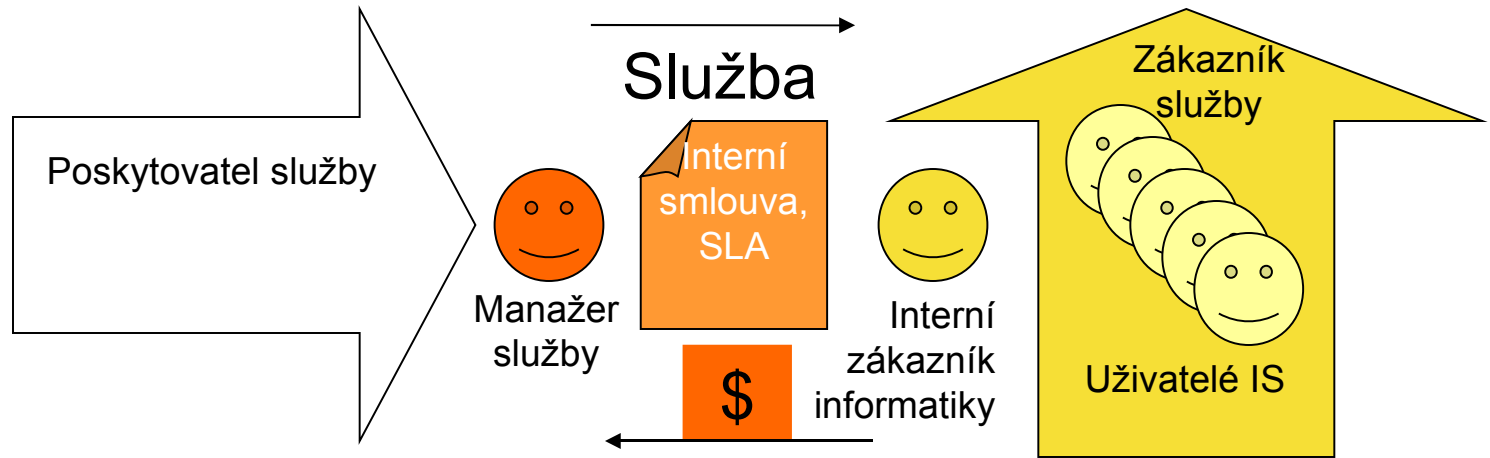 Poskytovatel služby
Služba
Interní
smlouva,
SLA
Manažer
služby
$
Interní
zákazník
informatiky
Zákazník
služby
Uživatelé IS